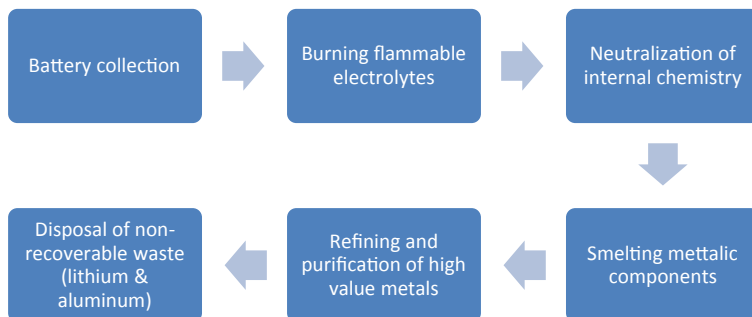 Battery collection
Burning flammable
electrolytes
Neutralization of
internal chemistry
Smelting mettalic
components
Refining and
purification of high
value metals
Disposal of non-
recoverable waste
(lithium &
aluminum)